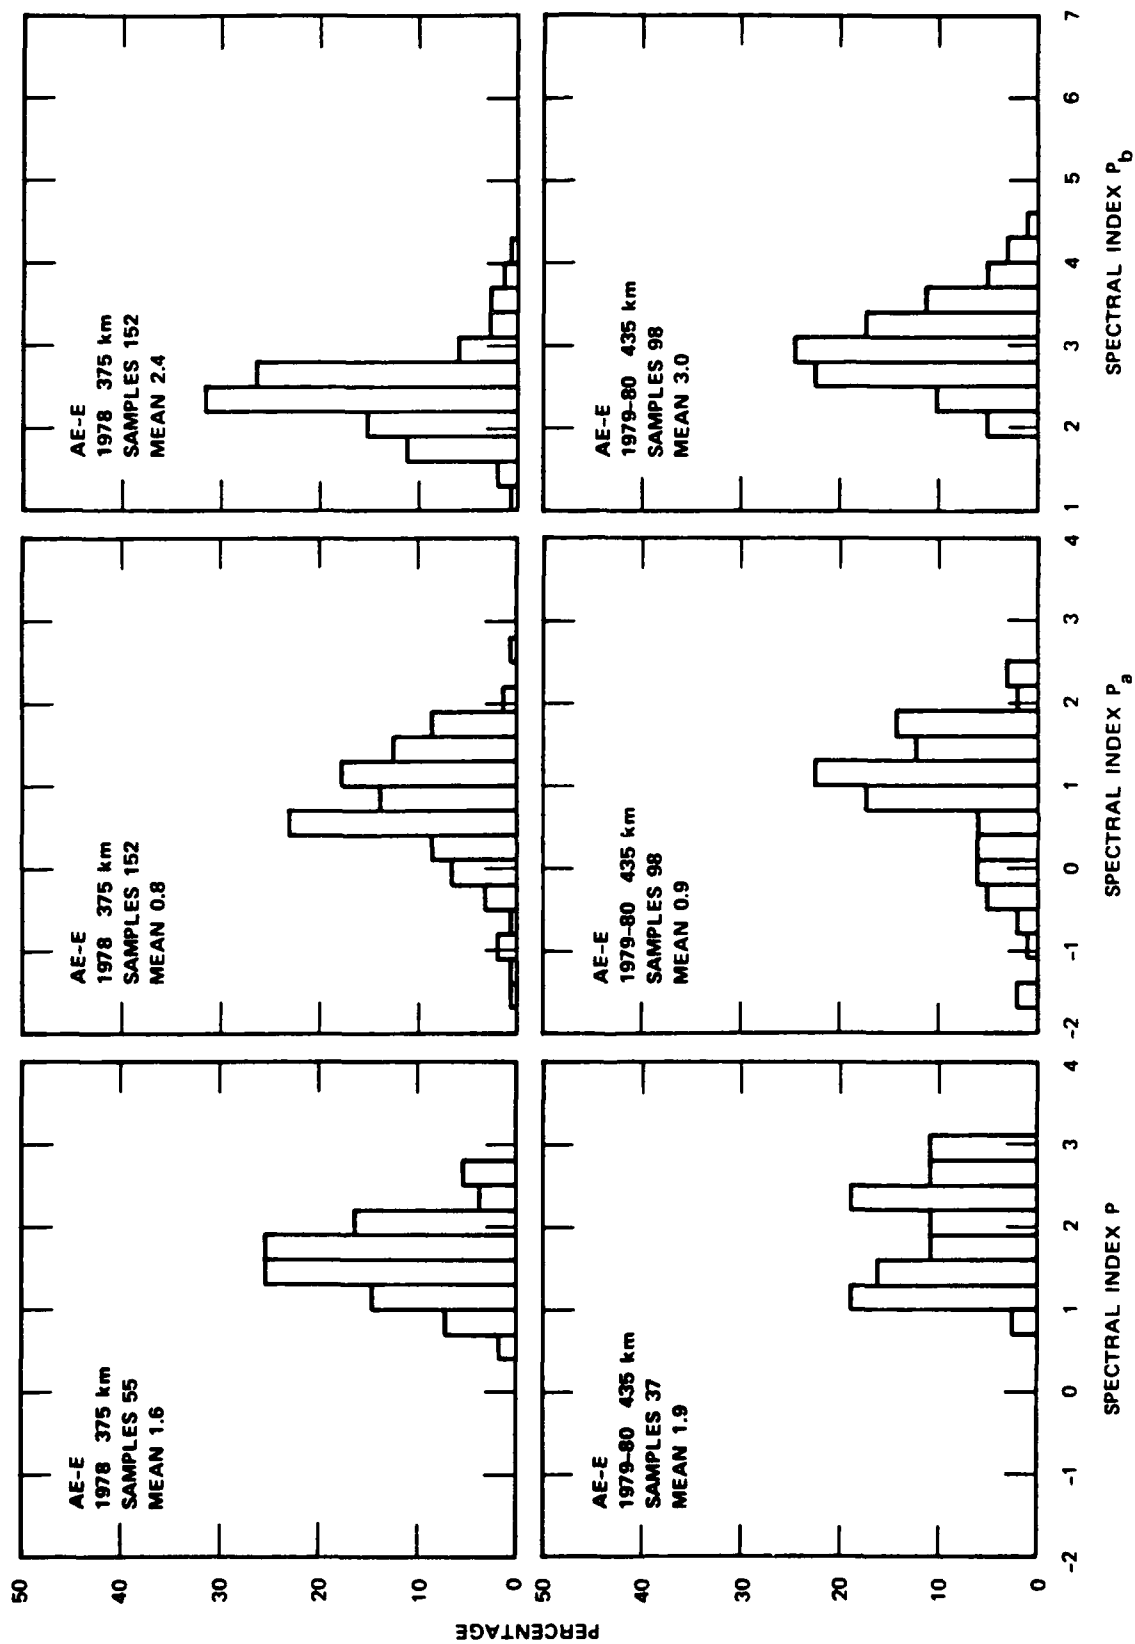 PERCENTAGE
50
40
30
20
10
0
AE-E
1978 375 km
SAMPLES 55
MEAN 1.6
AE-E
1978 375 km
SAMPLES 152
MEAN 0.8
AE-E
1978 375 km
SAMPLES 152
MEAN 2.4
50
40
30
20
10
0
AE-E
1979-80 435 km
SAMPLES 37
MEAN 1.9
AE-E
1979-80 435 km
SAMPLES 98
MEAN 0.9
AE-E
1979-80 435 km
SAMPLES 98
MEAN 3.0
-2 -1 0 1 2 3 4
-2 -1 0 1 2 3 4
1 2 3 4 5 6 7
SPECTRAL INDEX P
SPECTRAL INDEX Pa
SPECTRAL INDEX Pb